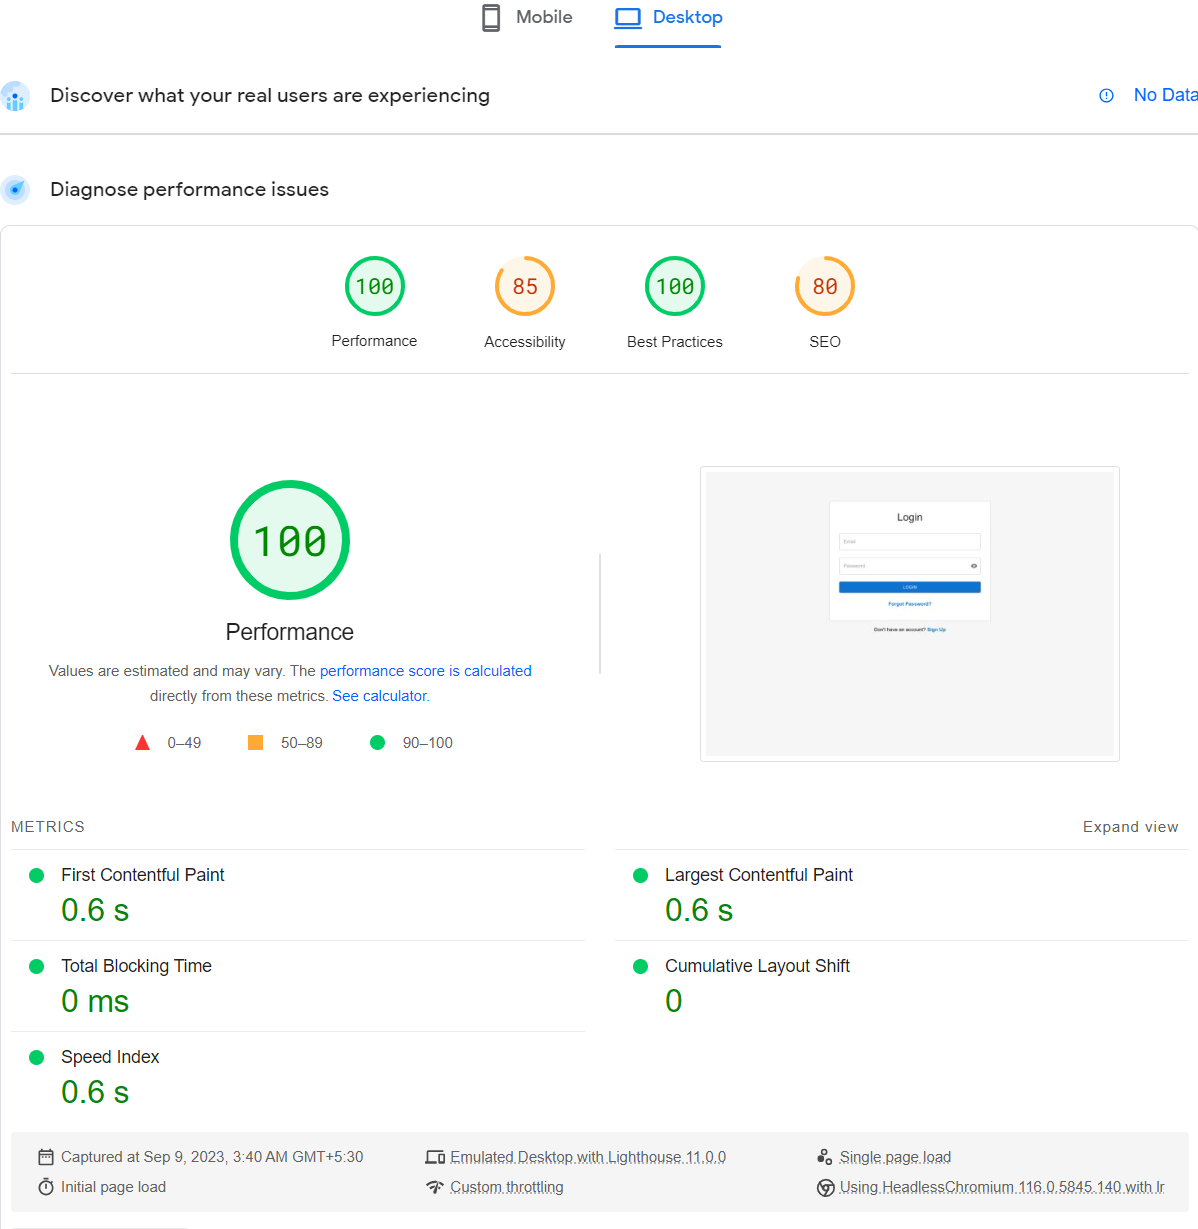 Mobile
Desktop
Discover what your real users are experiencing
No Data
Diagnose performance issues
100
85
100
80
Performance
Accessibility
Best Practices
SEO
100
Performance
Values are estimated and may vary. The performance score is calculated
directly from these metrics. See calculator.
0–49
50–89
90–100
Login
Email
Password
LOGIN
Forgot Password?
Don't have an account? Sign Up
METRICS
Expand view
First Contentful Paint
0.6 s
Largest Contentful Paint
0.6 s
Total Blocking Time
0 ms
Cumulative Layout Shift
0
Speed Index
0.6 s
Captured at Sep 9, 2023, 3:40 AM GMT+5:30
Emulated Desktop with Lighthouse 11.0.0
Single page load
Initial page load
Custom throttling
Using HeadlessChromium 116.0.5845.140 with lr